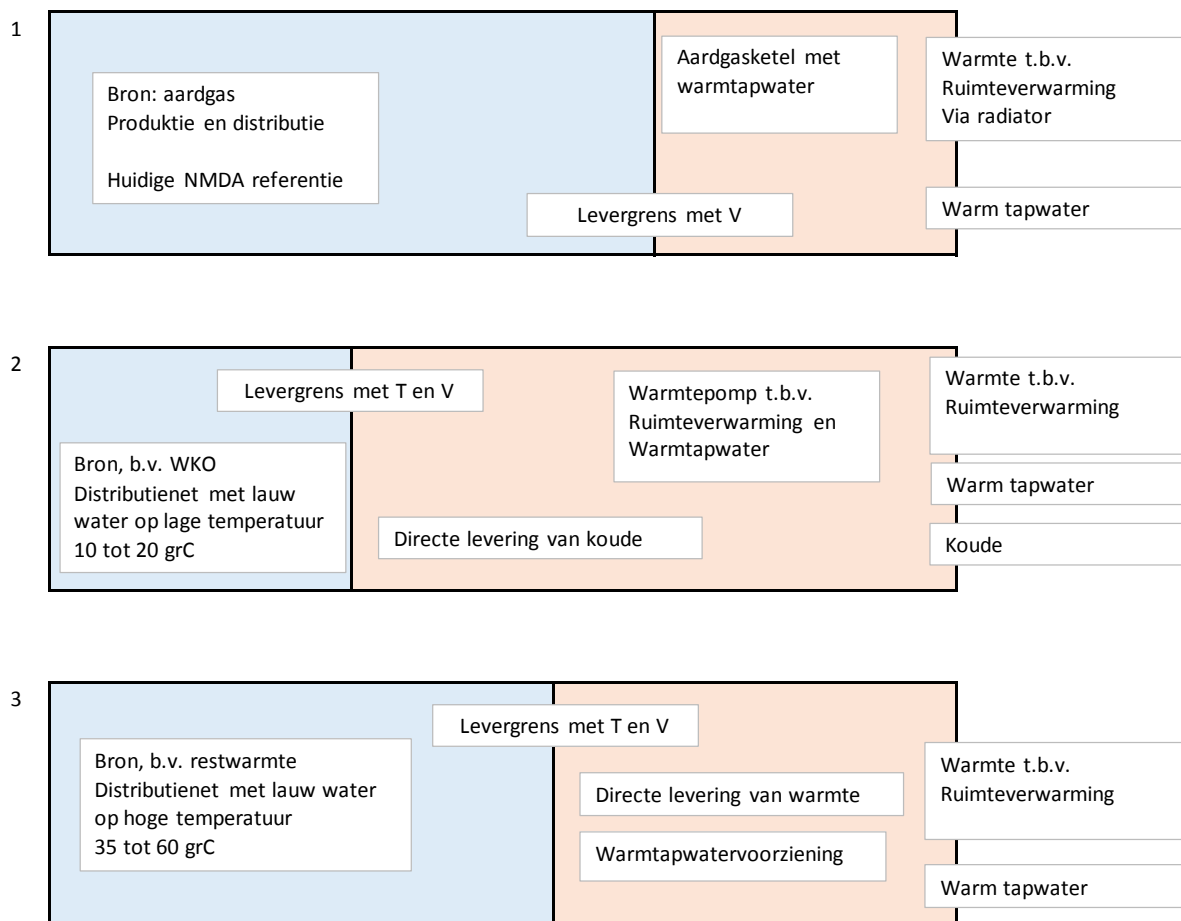 1
Bron: aardgas
Produktie en distributie
Huidige NMDA referentie
Levergrens met V
Aardgasketel met
warmtapwater
Warmte t.b.v.
Ruimteverwarming
Via radiator
Warm tapwater
2
Levergrens met T en V
Bron, b.v. WKO
Distributienet met lauw
water op lage temperatuur
10 tot 20 grC
Warmtepomp t.b.v.
Ruimteverwarming en
Warmtapwater
Directe levering van koude
Warmte t.b.v.
Ruimteverwarming
Warm tapwater
Koude
3
Levergrens met T en V
Bron, b.v. restwarmte
Distributienet met lauw water
op hoge temperatuur
35 tot 60 grC
Directe levering van warmte
Warmtapwatervoorziening
Warmte t.b.v.
Ruimteverwarming
Warm tapwater